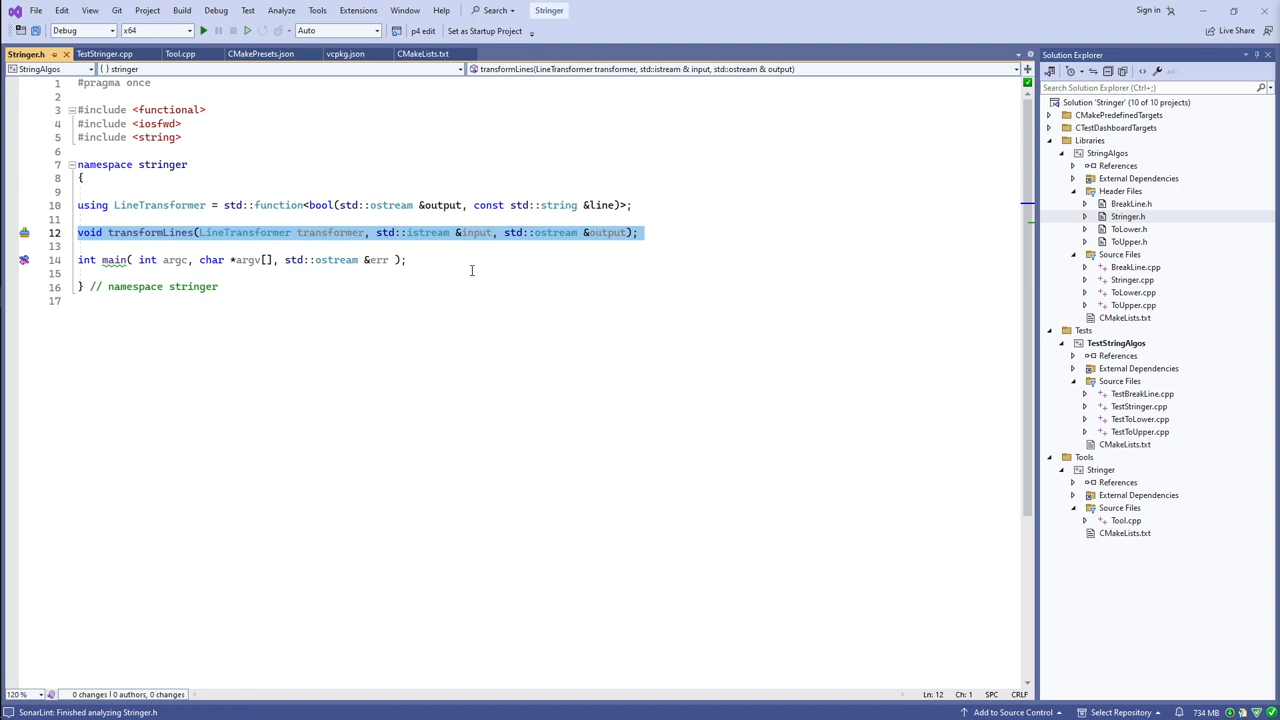 File Edit View Git Project Build Debug Test Analyze Tools Extensions Window Help Search Stringer Sign in
Debug x64 Auto p4 edit Set as Startup Project Live Share
Stringer.h TestStringer.cpp Tool.cpp CMakePresets.json vcpkg.json CMakeLists.txt
StringAlgos { } stringer transformLines(LineTransformer transformer, std::istream & input, std::ostream & output)
1 #pragma once
2
3 #include <functional>
4 #include <iosfwd>
5 #include <string>
6
7 namespace stringer
8 {
9
10 using LineTransformer = std::function<bool(std::ostream &output, const std::string &line)>;
11
12 void transformLines(LineTransformer transformer, std::istream &input, std::ostream &output);
13
14 int main( int argc, char *argv[], std::ostream &err );
15
16 } // namespace stringer
17
120 % 0 changes | 0 authors, 0 changes Ln: 12 Ch: 1 SPC CRLF
Solution Explorer
Search Solution Explorer (Ctrl+;)
Solution 'Stringer' (10 of 10 projects)
CMakePredefinedTargets
CTestDashboardTargets
Libraries
StringAlgos
References
External Dependencies
Header Files
BreakLine.h
Stringer.h
ToLower.h
ToUpper.h
Source Files
BreakLine.cpp
Stringer.cpp
ToLower.cpp
ToUpper.cpp
CMakeLists.txt
Tests
TestStringAlgos
References
External Dependencies
Source Files
TestBreakLine.cpp
TestStringer.cpp
TestToLower.cpp
TestToUpper.cpp
CMakeLists.txt
Tools
Stringer
References
External Dependencies
Source Files
Tool.cpp
CMakeLists.txt
SonarLint: Finished analyzing Stringer.h Add to Source Control Select Repository 734 MB